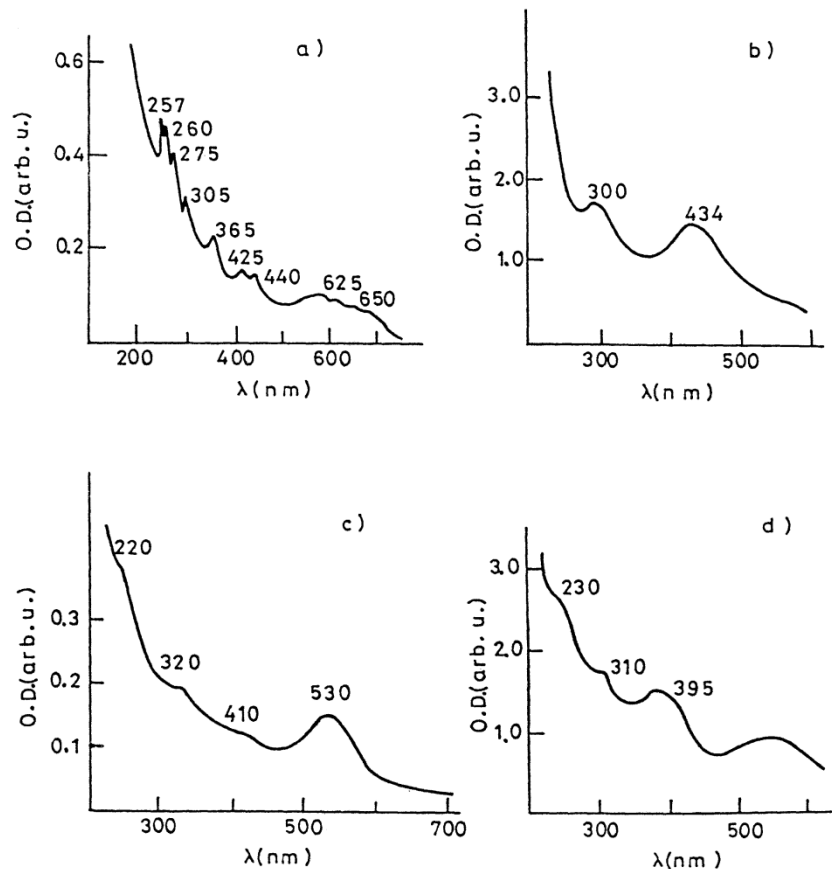 a)
O.D.(arb.u.)
0.6
0.4
0.2
257
260
275
305
365
425
440
625
650
200 400 600
λ(nm)
b)
O.D.(arb.u.)
3.0
2.0
1.0
300
434
300 500
λ(nm)
c)
O.D.(arb.u.)
0.3
0.2
0.1
220
320
410
530
300 500 700
λ(nm)
d)
O.D.(arb.u.)
3.0
2.0
1.0
230
310
395
300 500
λ(nm)